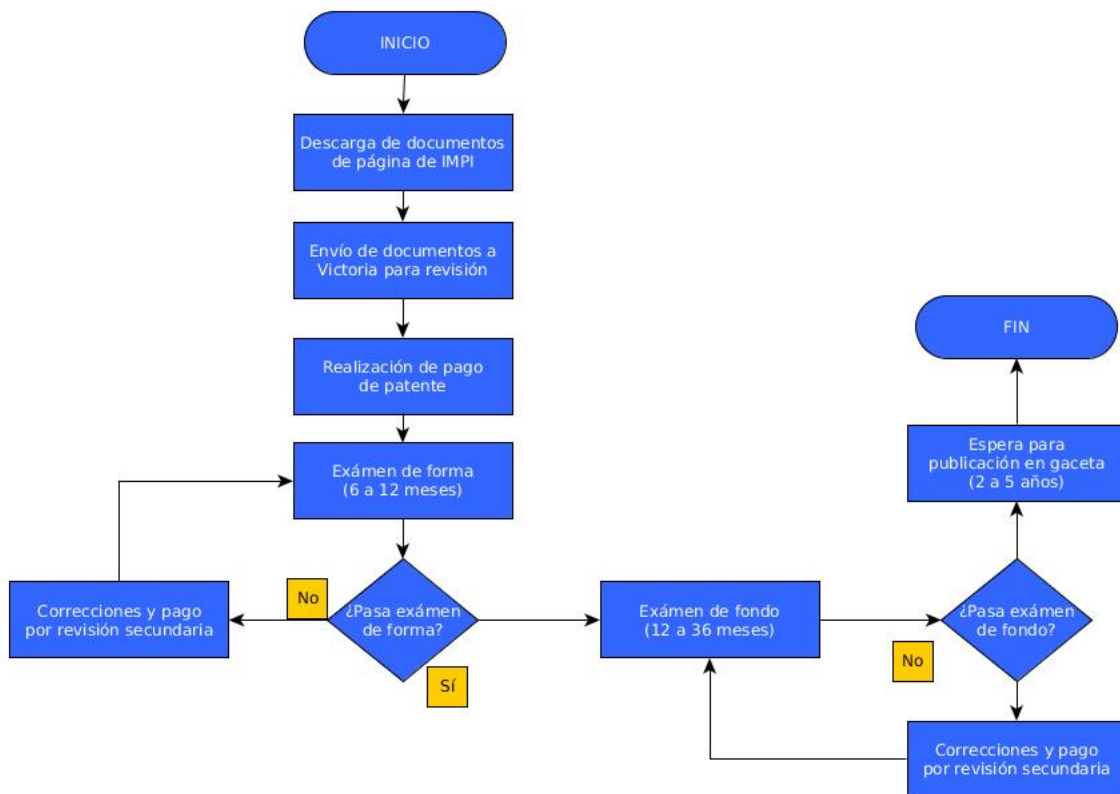 INICIO
Descarga de documentos
de página de IMPI
Envío de documentos a
Victoria para revisión
Realización de pago
de patente
Exámen de forma
(6 a 12 meses)
¿Pasa exámen
de forma?
No
Correcciones y pago
por revisión secundaria
Sí
Exámen de fondo
(12 a 36 meses)
¿Pasa exámen
de fondo?
No
Correcciones y pago
por revisión secundaria
Espera para
publicación en gaceta
(2 a 5 años)
FIN